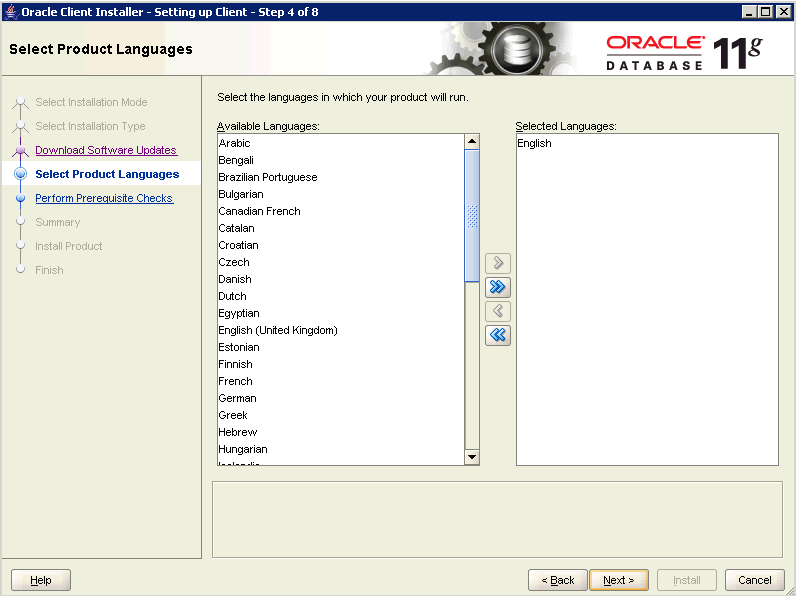 Oracle Client Installer - Setting up Client - Step 4 of 8
Select Product Languages
ORACLE
DATABASE
11g
Select Installation Mode
Select Installation Type
Download Software Updates
Select Product Languages
Perform Prerequisite Checks
Summary
Install Product
Finish
Select the languages in which your product will run.
Available Languages:
Arabic
Bengali
Brazilian Portuguese
Bulgarian
Canadian French
Catalan
Croatian
Czech
Danish
Dutch
Egyptian
English (United Kingdom)
Estonian
Finnish
French
German
Greek
Hebrew
Hungarian
Selected Languages:
English
Help
< Back
Next >
Install
Cancel